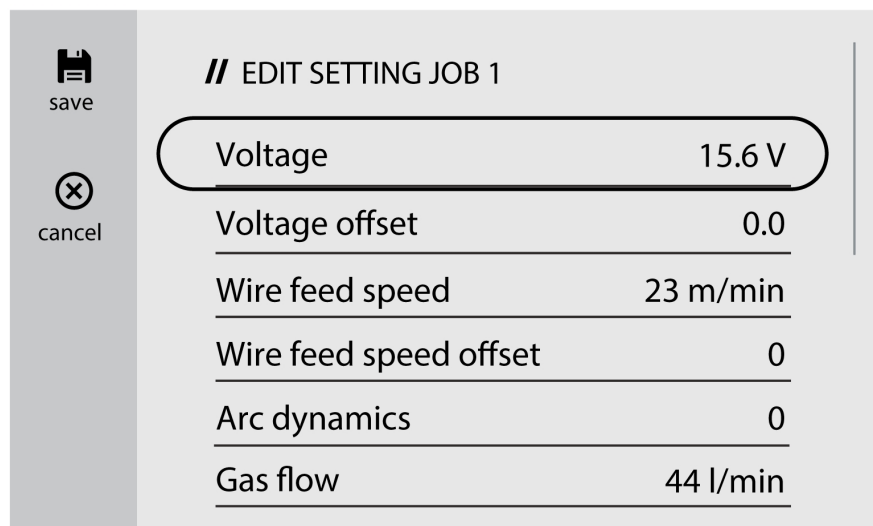 save
cancel
// EDIT SETTING JOB 1
Voltage 15.6 V
Voltage offset 0.0
Wire feed speed 23 m/min
Wire feed speed offset 0
Arc dynamics 0
Gas flow 44 l/min